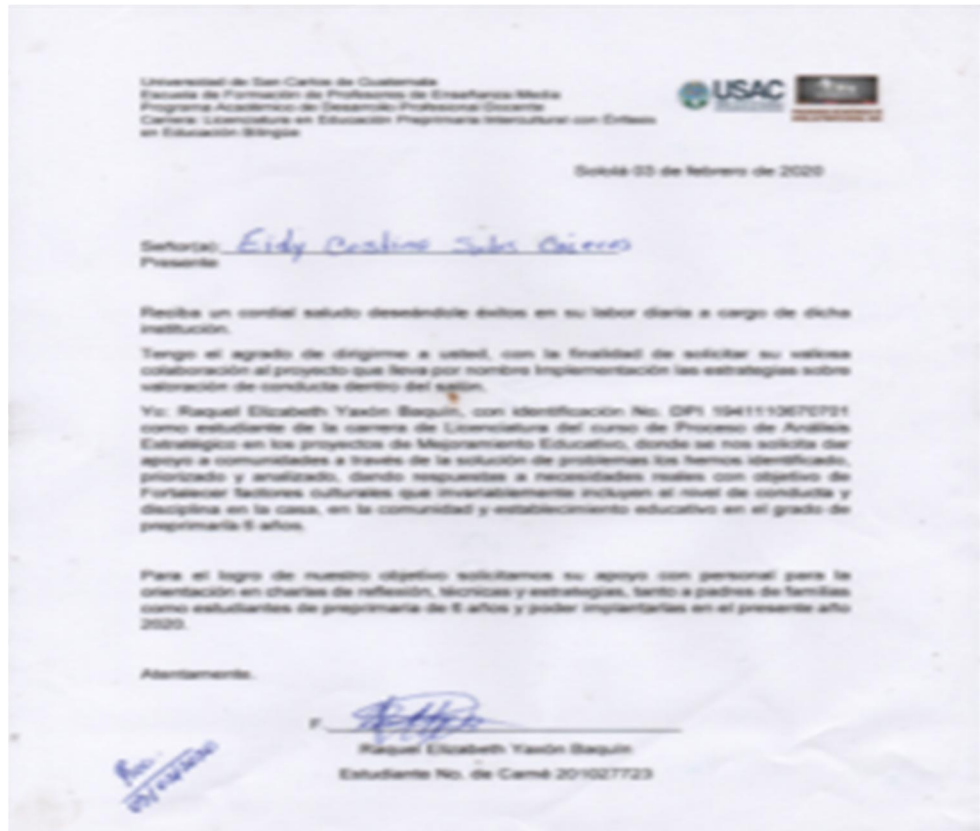 Universidad de San Carlos de Guatemala
Escuela de Formación de Profesores de Enseñanza Media
Programa Académico de Desarrollo Profesional Docente
Carrera: Licenciatura en Educación Preprimaria Intercultural con Énfasis
en Educación Bilingüe
USAC
Sololá 03 de febrero de 2020
Señor(a):
Presente
Reciba un cordial saludo deseándole éxitos en su labor diaria a cargo de dicha
institución.
Tengo el agrado de dirigirme a usted, con la finalidad de solicitar su valiosa
colaboración al proyecto que lleva por nombre Implementación las estrategias sobre
valoración de conducta dentro del salón.
Yo: Raquel Elizabeth Yaxón Baquín, con identificación No. DPI
como estudiante de la carrera de Licenciatura del curso de Proceso de Análisis
Estratégico en los proyectos de Mejoramiento Educativo, donde se nos solicita dar
apoyo a comunidades a través de la solución de problemas los hemos identificado,
priorizado y analizado, dando respuestas a necesidades reales con objetivo de
Fortalecer factores culturales que invariablemente incluyen el nivel de conducta y
disciplina en la casa, en la comunidad y establecimiento educativo en el grado de
preprimaria 6 años.
Para el logro de nuestro objetivo solicitamos su apoyo con personal para la
orientación en charlas de reflexión, técnicas y estrategias, tanto a padres de familias
como estudiantes de preprimaria de 6 años y poder implantarlas en el presente año
2020.
Atentamente.
F.
Raquel Elizabeth Yaxón Baquín
Estudiante No. de Carné 201027723